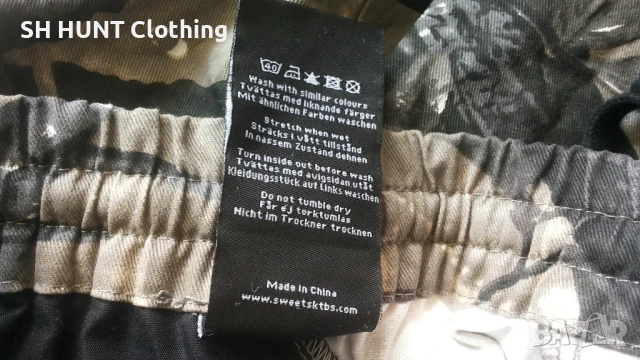 SH HUNT Clothing
40
Wash with similar colours
Tvättas med liknande färger
Mit ähnlichen Farben waschen
Stretch when wet
Sträcks i vått tillstånd
In nassem Zustand dehnen
Turn inside out before wash
Tvättas med avigsidan utåt
Kleidungsstück auf Links waschen
Do not tumble dry
Får ej torktumlas
Nicht im Trockner trocknen
Made in China
www.sweetsktbs.com